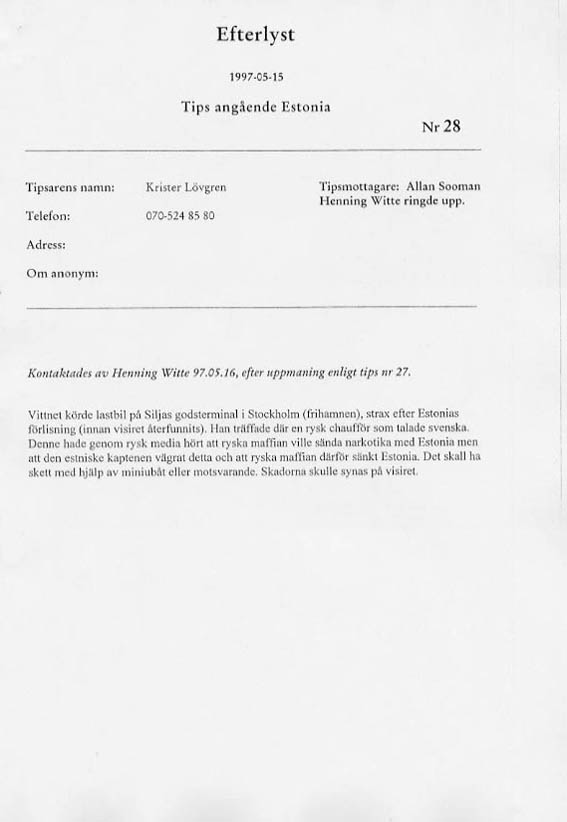 Efterlyst
1997-05-15
Tips angående Estonia
Nr 28
Tipsarens namn: Krister Lövgren
Tipsmottagare: Allan Sooman
Henning Witte ringde upp.
Telefon: 070-524 85 80
Adress:
Om anonym:
Kontaktades av Henning Witte 97.05.16, efter uppmaning enligt tips nr 27.
Vittnet körde lastbil på Siljas godsterminal i Stockholm (frihamnen), strax efter Estonias
förlisning (innan visiret återfunnits). Han träffade där en rysk chaufför som talade svenska.
Denne hade genom rysk media hört att ryska maffian ville sända narkotika med Estonia men
att den estniske kaptenen vägrat detta och att ryska maffian därför sänkt Estonia. Det skall ha
skett med hjälp av miniubåt eller motsvarande. Skadorna skulle synas på visiret.